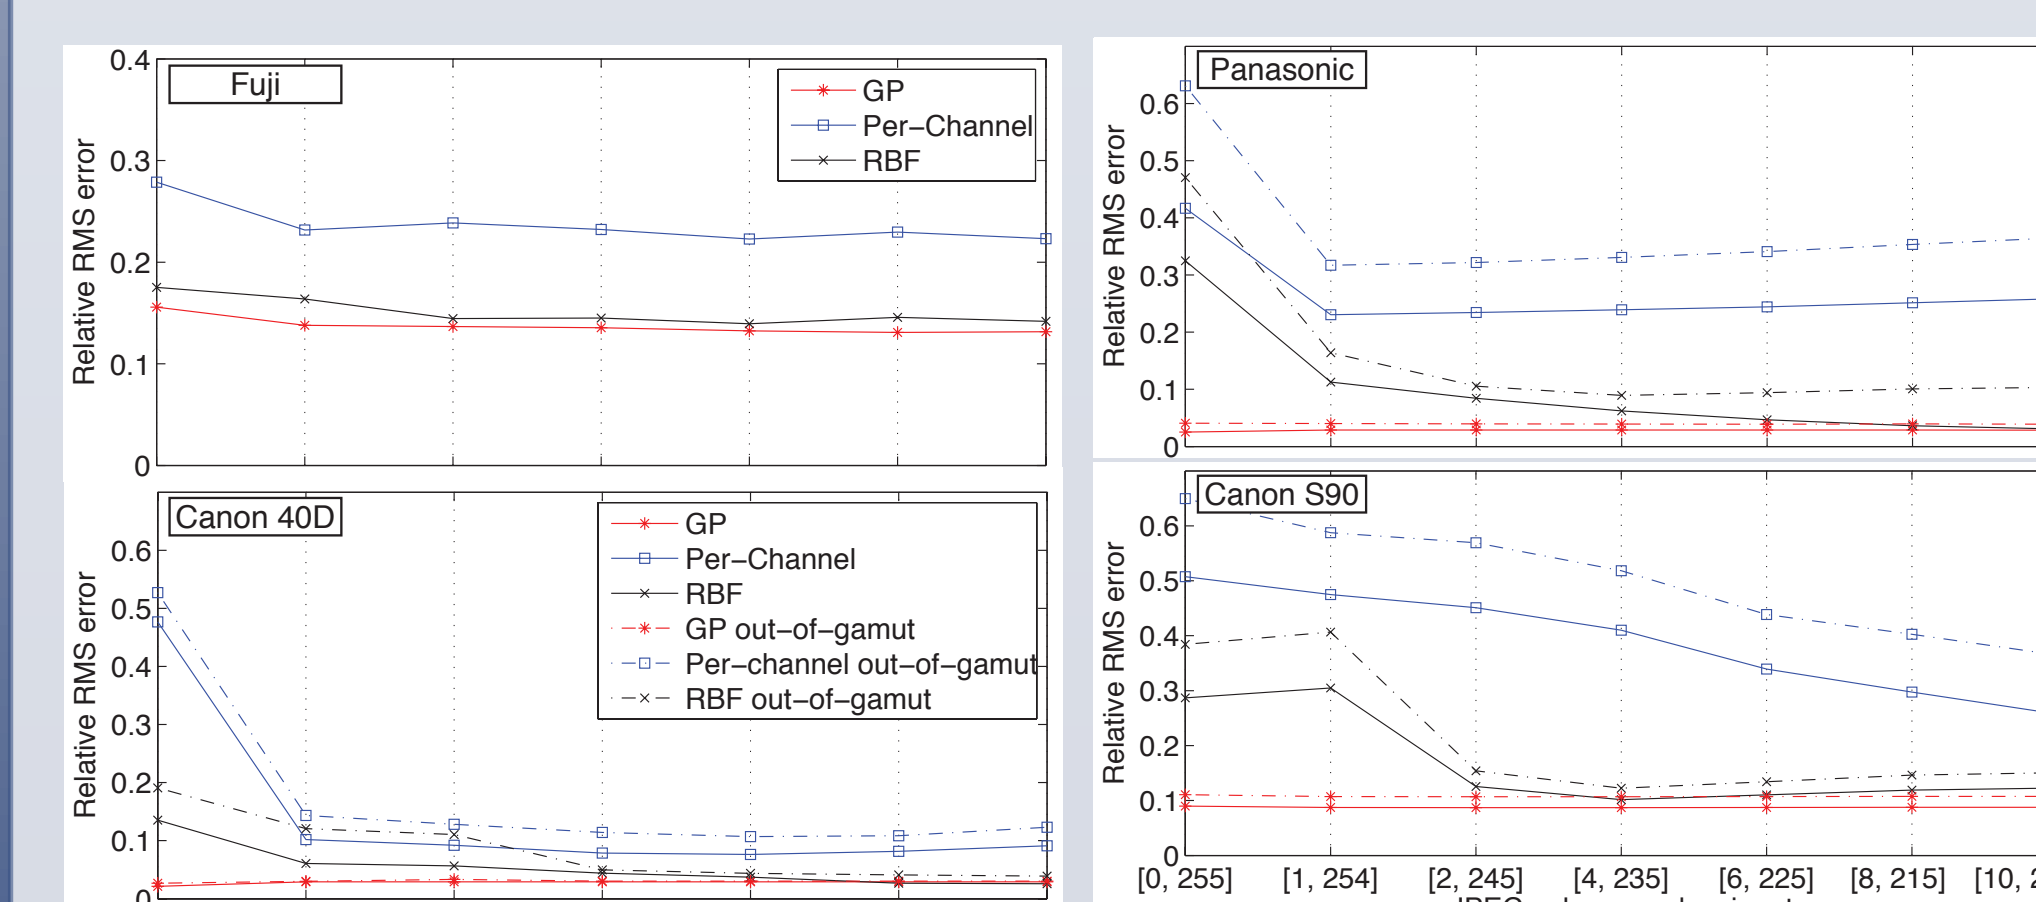 0.4
Fuji
GP
Per−Channel
RBF
0.3
0.2
0.1
0
Relative RMS error
Panasonic
0.6
0.5
0.4
0.3
0.2
0.1
0
Relative RMS error
Canon 40D
GP
Per−Channel
RBF
GP out−of−gamut
Per−channel out−of−gamut
RBF out−of−gamut
0.6
0.5
0.4
0.3
0.2
0.1
0
Relative RMS error
Canon S90
0.6
0.5
0.4
0.3
0.2
0.1
0
Relative RMS error
[0, 255] [1, 254] [2, 245] [4, 235] [6, 225] [8, 215] [10, 2